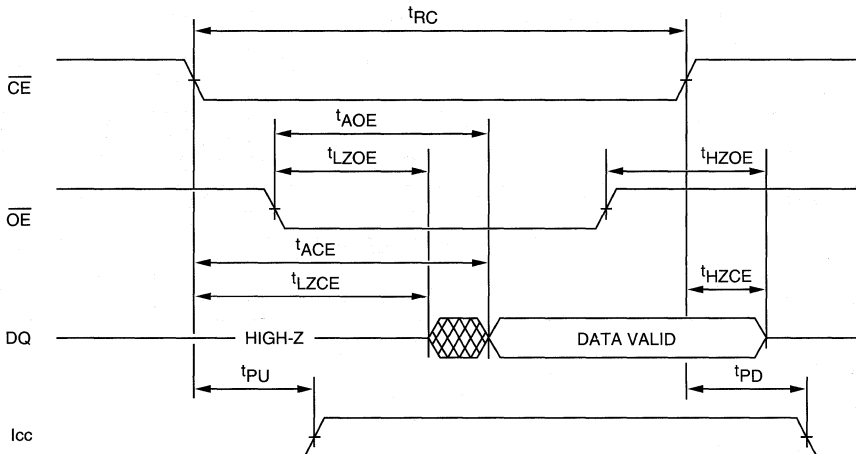 tRC
CE
tAOE
tLZOE
tHZOE
OE
tACE
tLZCE
tHZCE
DQ
HIGH-Z
DATA VALID
tPU
tPD
Icc